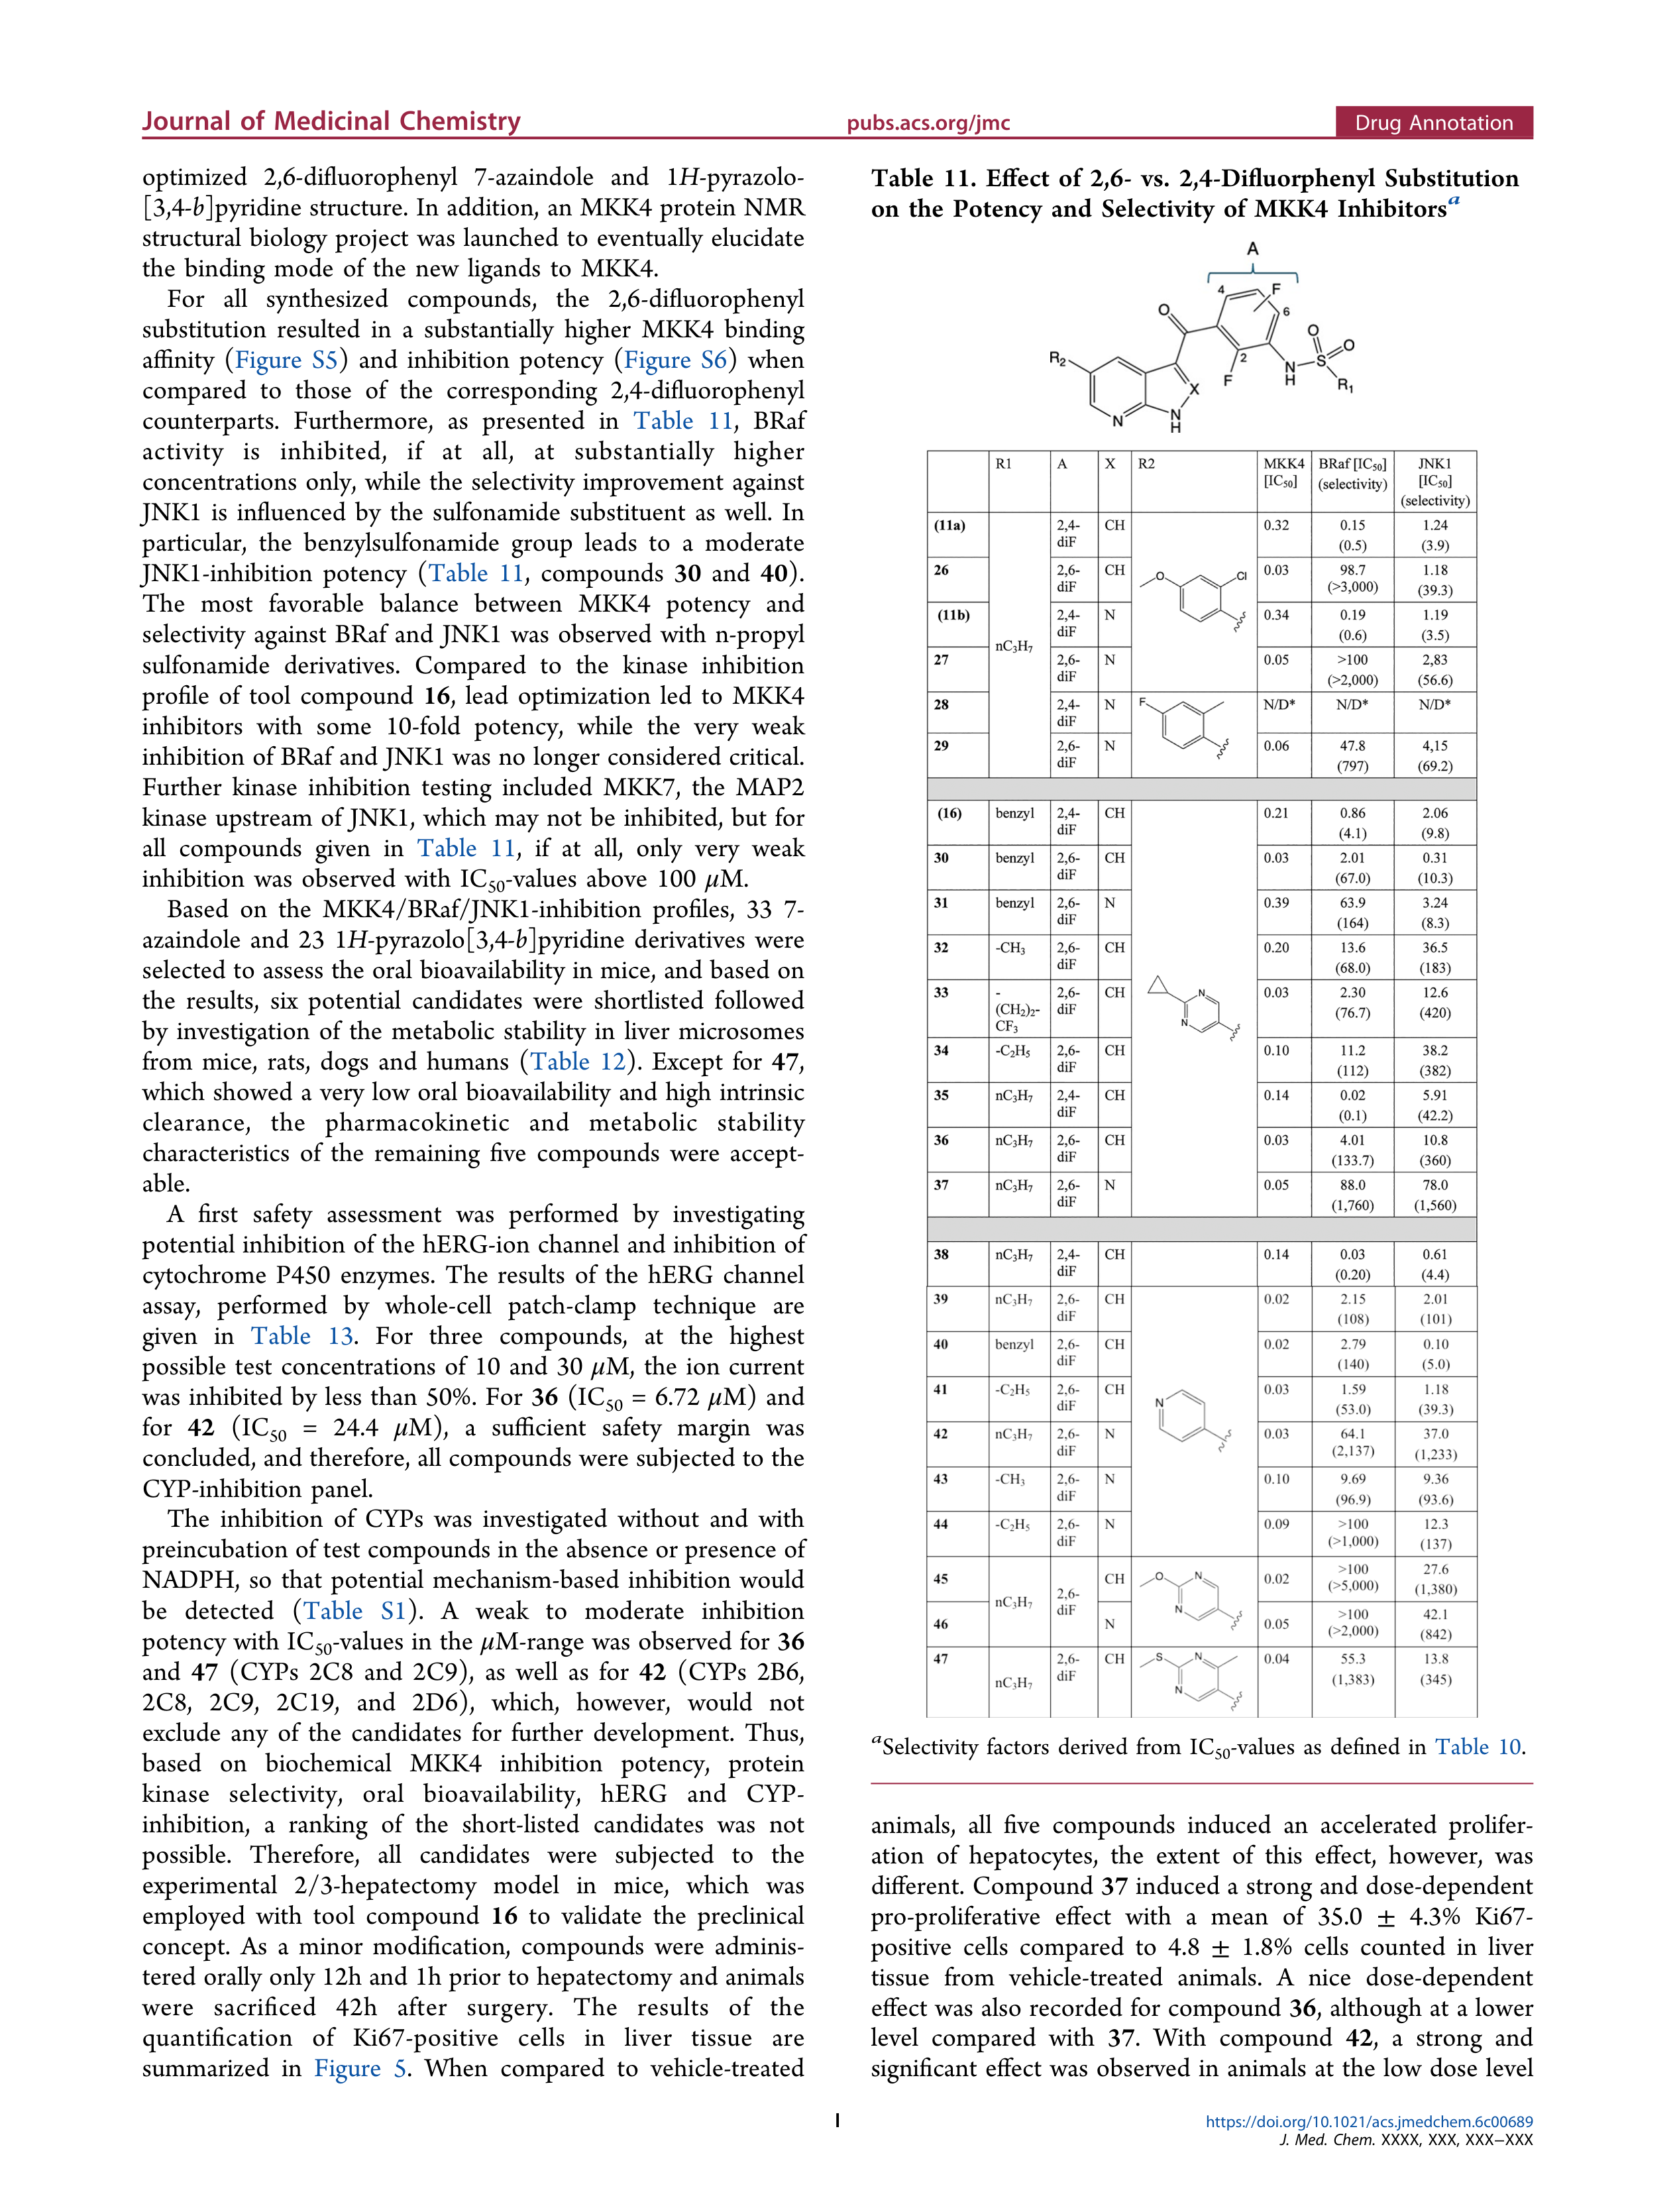 Journal of Medicinal Chemistry
pubs.acs.org/jmc
Drug Annotation
optimized 2,6-difluorophenyl 7-azaindole and 1H-pyrazolo-
[3,4-b]pyridine structure. In addition, an MKK4 protein NMR
structural biology project was launched to eventually elucidate
the binding mode of the new ligands to MKK4.
For all synthesized compounds, the 2,6-difluorophenyl
substitution resulted in a substantially higher MKK4 binding
affinity (Figure S5) and inhibition potency (Figure S6) when
compared to those of the corresponding 2,4-difluorophenyl
counterparts. Furthermore, as presented in Table 11, BRaf
activity is inhibited, if at all, at substantially higher
concentrations only, while the selectivity improvement against
JNK1 is influenced by the sulfonamide substituent as well. In
particular, the benzylsulfonamide group leads to a moderate
JNK1-inhibition potency (Table 11, compounds 30 and 40).
The most favorable balance between MKK4 potency and
selectivity against BRaf and JNK1 was observed with n-propyl
sulfonamide derivatives. Compared to the kinase inhibition
profile of tool compound 16, lead optimization led to MKK4
inhibitors with some 10-fold potency, while the very weak
inhibition of BRaf and JNK1 was no longer considered critical.
Further kinase inhibition testing included MKK7, the MAP2
kinase upstream of JNK1, which may not be inhibited, but for
all compounds given in Table 11, if at all, only very weak
inhibition was observed with IC₅₀-values above 100 μM.
Based on the MKK4/BRaf/JNK1-inhibition profiles, 33 7-
azaindole and 23 1H-pyrazolo[3,4-b]pyridine derivatives were
selected to assess the oral bioavailability in mice, and based on
the results, six potential candidates were shortlisted followed
by investigation of the metabolic stability in liver microsomes
from mice, rats, dogs and humans (Table 12). Except for 47,
which showed a very low oral bioavailability and high intrinsic
clearance, the pharmacokinetic and metabolic stability
characteristics of the remaining five compounds were accept-
able.
A first safety assessment was performed by investigating
potential inhibition of the hERG-ion channel and inhibition of
cytochrome P450 enzymes. The results of the hERG channel
assay, performed by whole-cell patch-clamp technique are
given in Table 13. For three compounds, at the highest
possible test concentrations of 10 and 30 μM, the ion current
was inhibited by less than 50%. For 36 (IC₅₀ = 6.72 μM) and
for 42 (IC₅₀ = 24.4 μM), a sufficient safety margin was
concluded, and therefore, all compounds were subjected to the
CYP-inhibition panel.
The inhibition of CYPs was investigated without and with
preincubation of test compounds in the absence or presence of
NADPH, so that potential mechanism-based inhibition would
be detected (Table S1). A weak to moderate inhibition
potency with IC₅₀-values in the μM-range was observed for 36
and 47 (CYPs 2C8 and 2C9), as well as for 42 (CYPs 2B6,
2C8, 2C9, 2C19, and 2D6), which, however, would not
exclude any of the candidates for further development. Thus,
based on biochemical MKK4 inhibition potency, protein
kinase selectivity, oral bioavailability, hERG and CYP-
inhibition, a ranking of the short-listed candidates was not
possible. Therefore, all candidates were subjected to the
experimental 2/3-hepatectomy model in mice, which was
employed with tool compound 16 to validate the preclinical
concept. As a minor modification, compounds were adminis-
tered orally only 12h and 1h prior to hepatectomy and animals
were sacrificed 42h after surgery. The results of the
quantification of Ki67-positive cells in liver tissue are
summarized in Figure 5. When compared to vehicle-treated
Table 11. Effect of 2,6- vs. 2,4-Difluorphenyl Substitution
on the Potency and Selectivity of MKK4 Inhibitorsᵃ
A
4 F
6
O
O
O
R₂
2
N
H
S
F
R₁
X
N
N
H
R1 A X R2 MKK4 [IC₅₀] BRaf [IC₅₀] (selectivity) JNK1 [IC₅₀] (selectivity)
nC₃H₇
(11a) 2,4-diF CH 0.32 0.15 (0.5) 1.24 (3.9)
O Cl
26 2,6-diF CH 0.03 98.7 (>3,000) 1.18 (39.3)
(11b) 2,4-diF N 0.34 0.19 (0.6) 1.19 (3.5)
27 2,6-diF N 0.05 >100 (>2,000) 2,83 (56.6)
F
28 2,4-diF N N/D* N/D* N/D*
29 2,6-diF N 0.06 47.8 (797) 4,15 (69.2)
(16) benzyl 2,4-diF CH 0.21 0.86 (4.1) 2.06 (9.8)
30 benzyl 2,6-diF CH 0.03 2.01 (67.0) 0.31 (10.3)
31 benzyl 2,6-diF N 0.39 63.9 (164) 3.24 (8.3)
32 -CH₃ 2,6-diF CH 0.20 13.6 (68.0) 36.5 (183)
N
N
33 -(CH₂)₂-CF₃ 2,6-diF CH 0.03 2.30 (76.7) 12.6 (420)
34 -C₂H₅ 2,6-diF CH 0.10 11.2 (112) 38.2 (382)
35 nC₃H₇ 2,4-diF CH 0.14 0.02 (0.1) 5.91 (42.2)
36 nC₃H₇ 2,6-diF CH 0.03 4.01 (133.7) 10.8 (360)
37 nC₃H₇ 2,6-diF N 0.05 88.0 (1,760) 78.0 (1,560)
38 nC₃H₇ 2,4-diF CH 0.14 0.03 (0.20) 0.61 (4.4)
39 nC₃H₇ 2,6-diF CH 0.02 2.15 (108) 2.01 (101)
40 benzyl 2,6-diF CH 0.02 2.79 (140) 0.10 (5.0)
N
41 -C₂H₅ 2,6-diF CH 0.03 1.59 (53.0) 1.18 (39.3)
42 nC₃H₇ 2,6-diF N 0.03 64.1 (2,137) 37.0 (1,233)
43 -CH₃ 2,6-diF N 0.10 9.69 (96.9) 9.36 (93.6)
44 -C₂H₅ 2,6-diF N 0.09 >100 (>1,000) 12.3 (137)
nC₃H₇ 2,6-diF
45 CH 0.02 >100 (>5,000) 27.6 (1,380)
O N
N
46 N 0.05 >100 (>2,000) 42.1 (842)
47 nC₃H₇ 2,6-diF CH 0.04 55.3 (1,383) 13.8 (345)
S N
N
ᵃSelectivity factors derived from IC₅₀-values as defined in Table 10.
animals, all five compounds induced an accelerated prolifer-
ation of hepatocytes, the extent of this effect, however, was
different. Compound 37 induced a strong and dose-dependent
pro-proliferative effect with a mean of 35.0 ± 4.3% Ki67-
positive cells compared to 4.8 ± 1.8% cells counted in liver
tissue from vehicle-treated animals. A nice dose-dependent
effect was also recorded for compound 36, although at a lower
level compared with 37. With compound 42, a strong and
significant effect was observed in animals at the low dose level
I
https://doi.org/10.1021/acs.jmedchem.6c00689
J. Med. Chem. XXXX, XXX, XXX−XXX